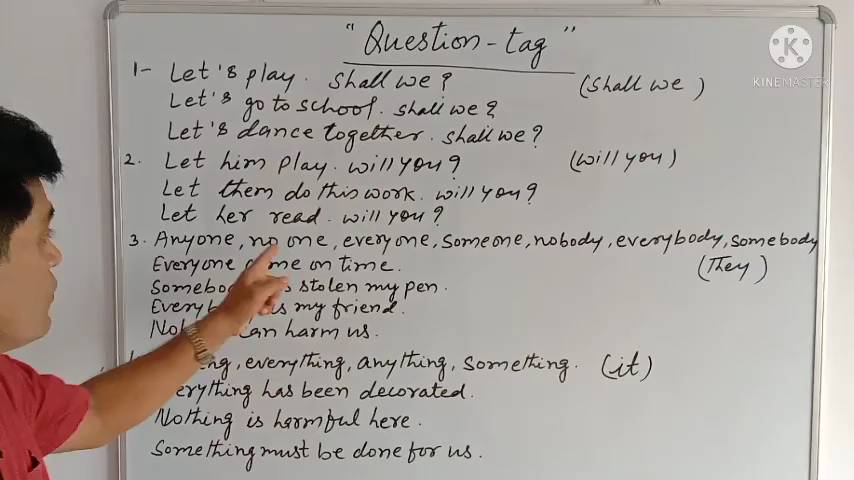 "Question-tag"
1- Let's play. Shall we? (Shall we)
Let's go to school. shall we?
Let's dance together. shall we?
2. Let him play. will you? (will you)
Let them do this work. will you?
Let her read. will you?
3. Anyone, no one, everyone, someone, nobody, everybody, somebody
Everyone came on time. (They)
stolen my pen.
is my friend.
can harm us.
everything, anything, something. (it)
has been decorated.
Nothing is harmful here.
Something must be done for us.
KINEMASTER